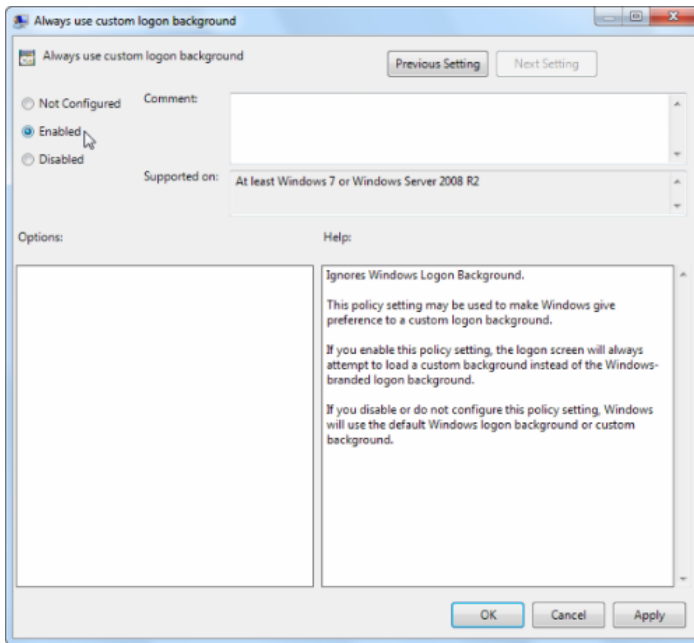 Always use custom logon background
Always use custom logon background
Previous Setting
Next Setting
Not Configured
Comment:
Enabled
Disabled
Supported on:
At least Windows 7 or Windows Server 2008 R2
Options:
Help:
Ignores Windows Logon Background.
This policy setting may be used to make Windows give
preference to a custom logon background.
If you enable this policy setting, the logon screen will always
attempt to load a custom background instead of the Windows-
branded logon background.
If you disable or do not configure this policy setting, Windows
will use the default Windows logon background or custom
background.
OK
Cancel
Apply